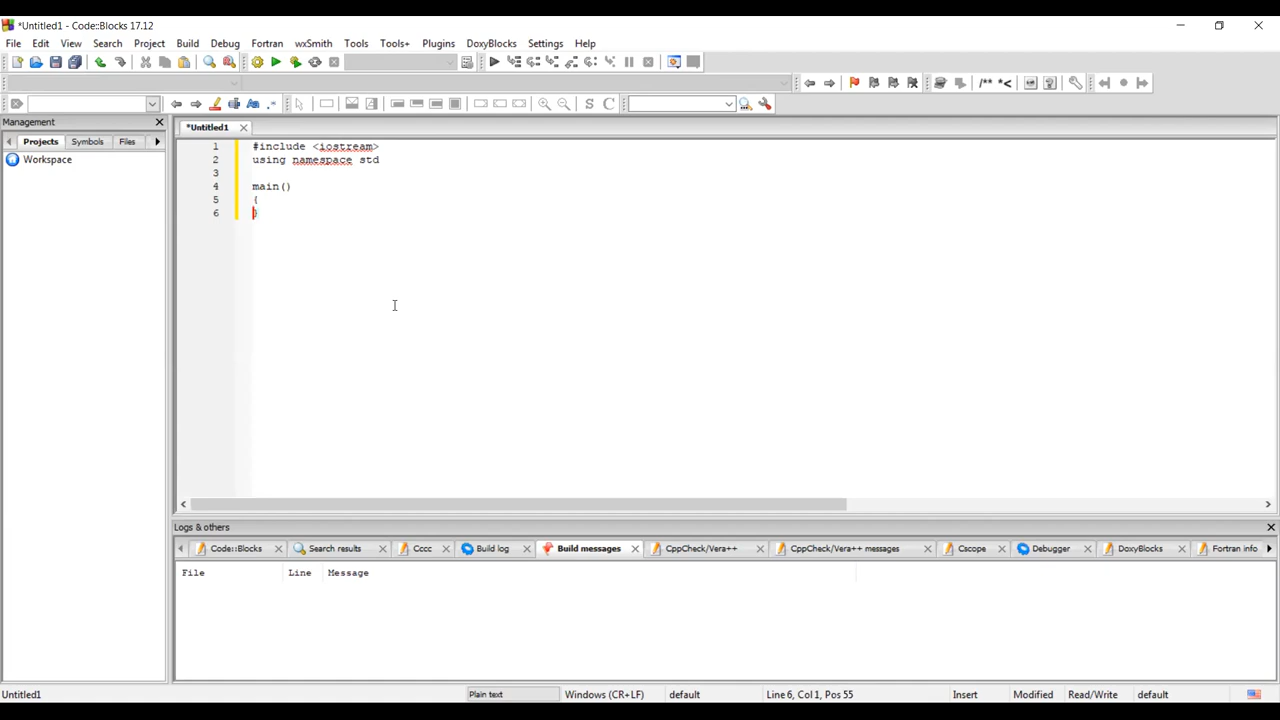 *Untitled1 - Code::Blocks 17.12
File Edit View Search Project Build Debug Fortran wxSmith Tools Tools+ Plugins DoxyBlocks Settings Help
/** *<
S C
Management
*Untitled1
Projects Symbols Files
Workspace
1 #include <iostream>
2 using namespace std
3
4 main()
5 {
6 }
Logs & others
Code::Blocks Search results Cccc Build log Build messages CppCheck/Vera++ CppCheck/Vera++ messages Cscope Debugger DoxyBlocks Fortran info
File Line Message
Untitled1 Plain text Windows (CR+LF) default Line 6, Col 1, Pos 55 Insert Modified Read/Write default